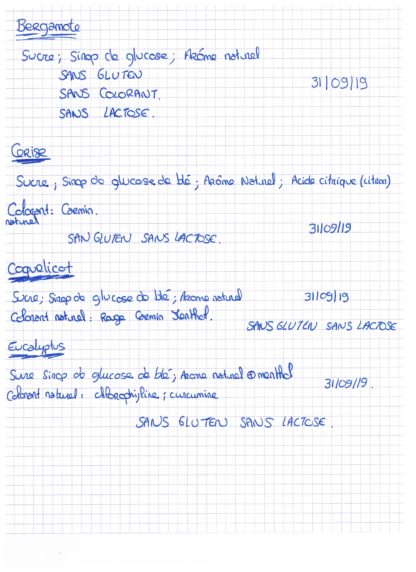 Bergamote
Sucre; Sirop de glucose; Arôme naturel
SANS GLUTEN
31/09/19
SANS COLORANT.
SANS LACTOSE.
Cerise
Sucre, Sirop de glucose de blé; Arôme Naturel; Acide citrique (citron)
Colorant: Carmin.
naturel
31/09/19
SAN GLUTEN SANS LACTOSE.
Coquelicot
Sucre; Sirop de glucose de blé; Arome naturel 31/09/19
Colorant naturel: Rouge Carmin
SANS GLUTEN SANS LACTOSE
Eucalyptus
Sucre Sirop de glucose de blé; Arome naturel menthol
31/09/19.
Colorant naturel: chlorophylline; curcumine
SANS GLUTEN SANS LACTOSE.